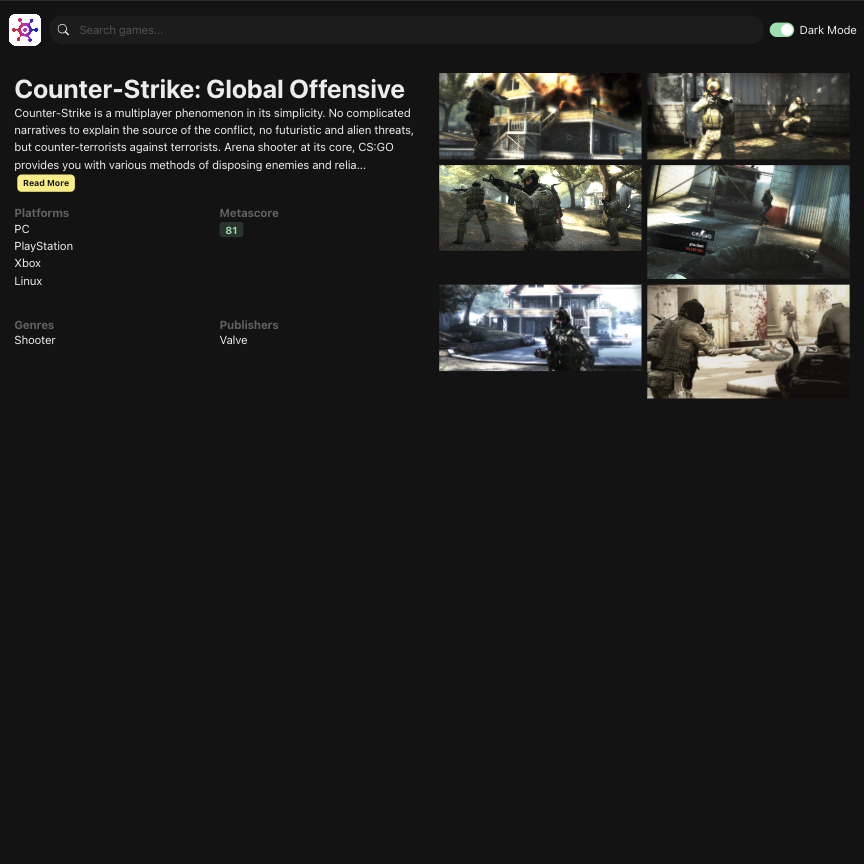 Search games...
Dark Mode
Counter-Strike: Global Offensive
Counter-Strike is a multiplayer phenomenon in its simplicity. No complicated
narratives to explain the source of the conflict, no futuristic and alien threats,
but counter-terrorists against terrorists. Arena shooter at its core, CS:GO
provides you with various methods of disposing enemies and relia...
Read More
Platforms
PC
PlayStation
Xbox
Linux
Metascore
81
Genres
Shooter
Publishers
Valve